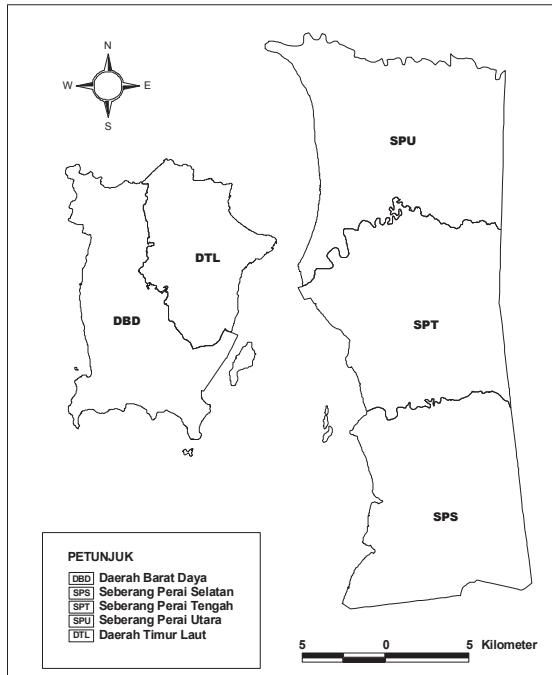 N
W E
S
SPU
DTL
DBD
SPT
SPS
PETUNJUK
DBD Daerah Barat Daya
SPS Seberang Perai Selatan
SPT Seberang Perai Tengah
SPU Seberang Perai Utara
DTL Daerah Timur Laut
5 0 5 Kilometer